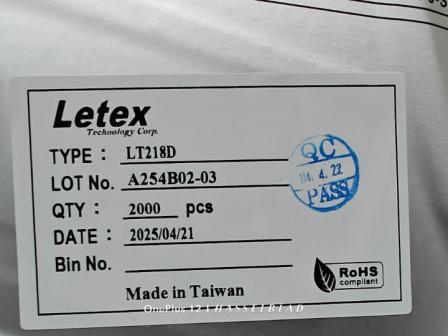 Letex
Technology Corp.
TYPE : LT218D
LOT No. A254B02-03
QTY : 2000 pcs
DATE : 2025/04/21
Bin No.
QC
114. 4. 22
PASS
RoHS
compliant
Made in Taiwan
OnePlus 12 | HASSELBLAD